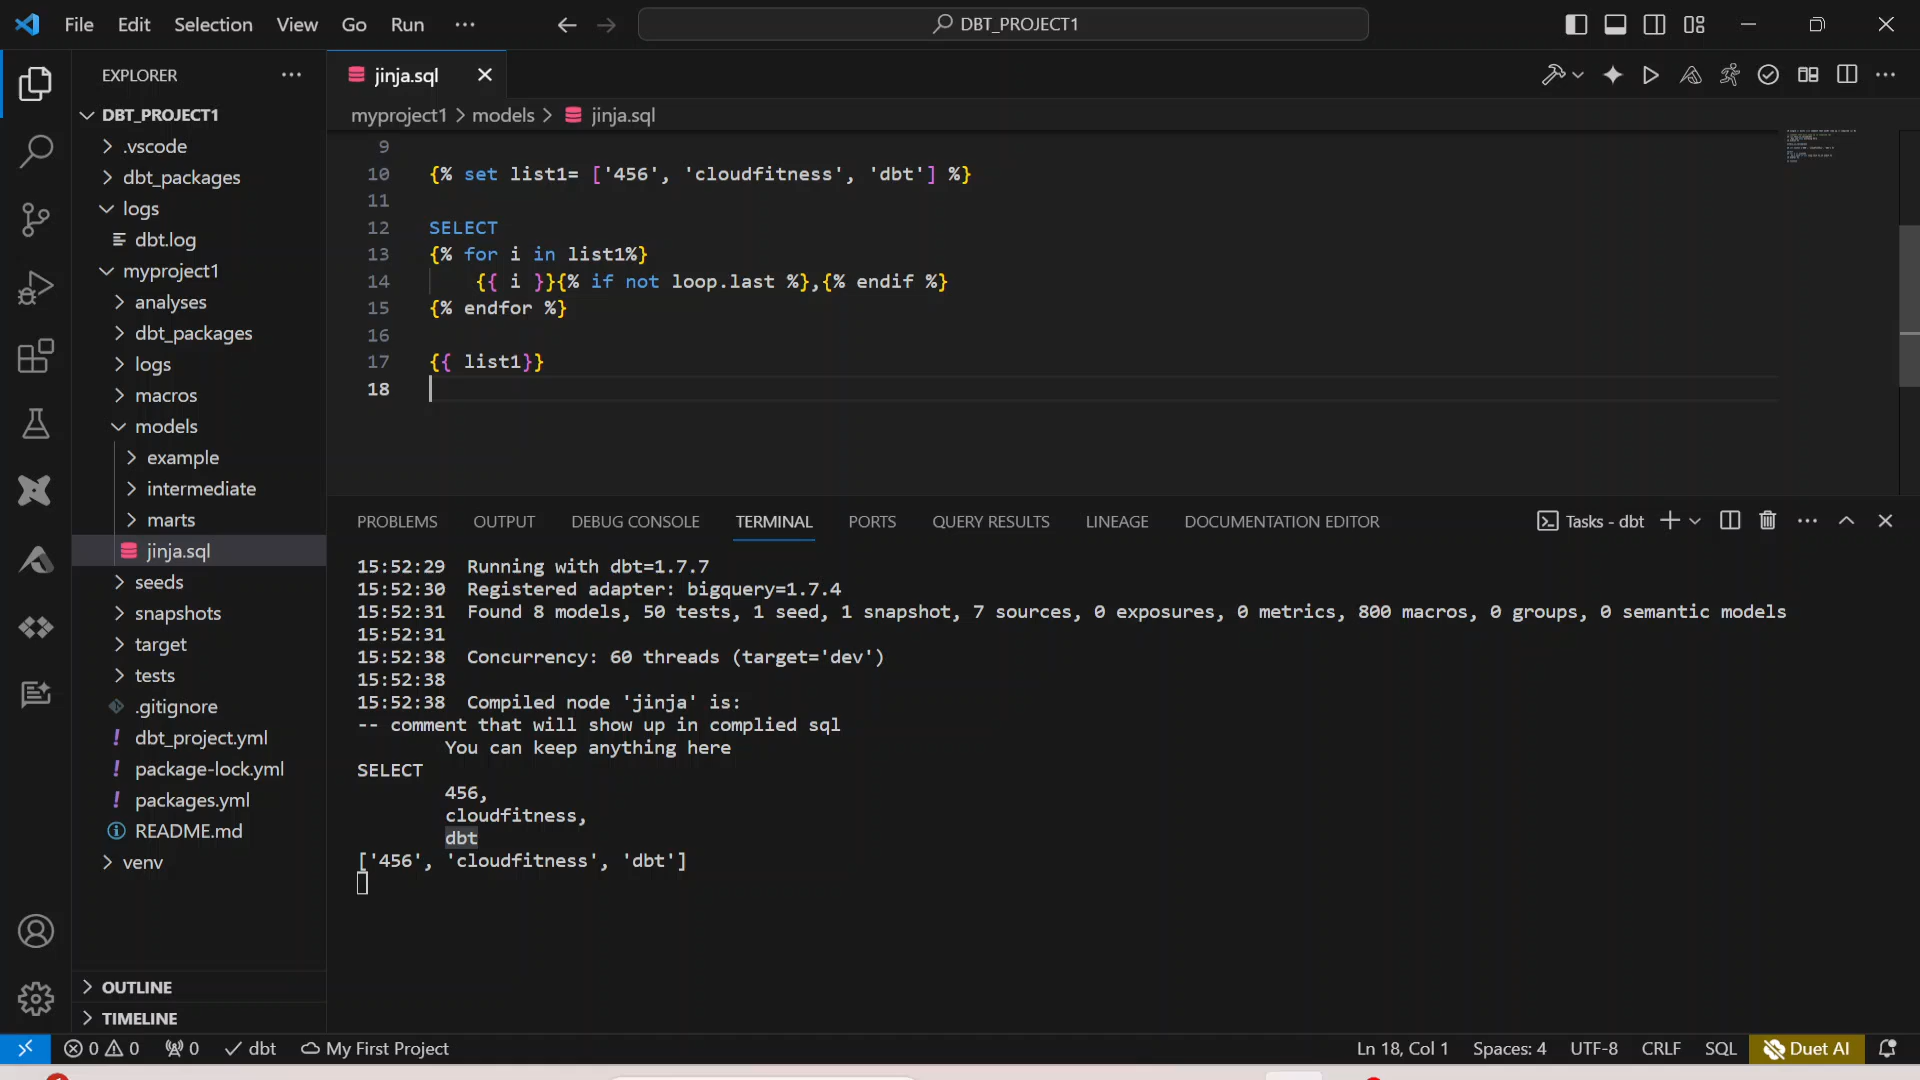 File Edit Selection View Go Run ... DBT_PROJECT1
EXPLORER ...
jinja.sql
DBT_PROJECT1
myproject1 > models > jinja.sql
.vscode
dbt_packages
logs
dbt.log
myproject1
analyses
dbt_packages
logs
macros
models
example
intermediate
marts
jinja.sql
seeds
snapshots
target
tests
.gitignore
dbt_project.yml
package-lock.yml
packages.yml
README.md
venv
OUTLINE
TIMELINE
9
10 {% set list1= ['456', 'cloudfitness', 'dbt'] %}
11
12 SELECT
13 {% for i in list1%}
14 {{ i }}{% if not loop.last %},{% endif %}
15 {% endfor %}
16
17 {{ list1}}
18
PROBLEMS OUTPUT DEBUG CONSOLE TERMINAL PORTS QUERY RESULTS LINEAGE DOCUMENTATION EDITOR Tasks - dbt
15:52:29 Running with dbt=1.7.7
15:52:30 Registered adapter: bigquery=1.7.4
15:52:31 Found 8 models, 50 tests, 1 seed, 1 snapshot, 7 sources, 0 exposures, 0 metrics, 800 macros, 0 groups, 0 semantic models
15:52:31
15:52:38 Concurrency: 60 threads (target='dev')
15:52:38
15:52:38 Compiled node 'jinja' is:
-- comment that will show up in complied sql
You can keep anything here
SELECT
456,
cloudfitness,
dbt
['456', 'cloudfitness', 'dbt']
0 0 0 dbt My First Project Ln 18, Col 1 Spaces: 4 UTF-8 CRLF SQL Duet AI